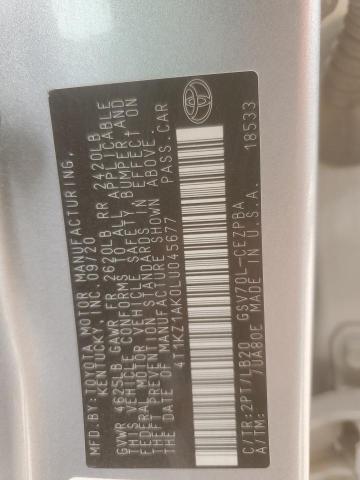 MFD.BY:TOYOTA MOTOR MANUFACTURING,
KENTUCKY, INC. 09/20
GVWR 4625LB GAWR FR 2620LB RR 2420LB
THIS VEHICLE CONFORMS TO ALL APPLICABLE
FEDERAL MOTOR VEHICLE SAFETY, BUMPER, AND
THEFT PREVENTION STANDARDS IN EFFECT ON
THE DATE OF MANUFACTURE SHOWN ABOVE.
4T1KZ1AK0LU045677 PASS.CAR
C/TR:2PT/LB20 GSV70L-CEZPBA
A/TM: /UA80E MADE IN U.S.A. 18533